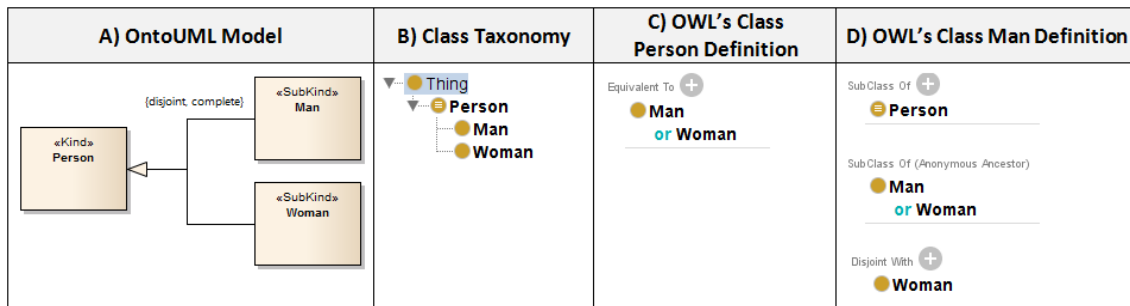 A) OntoUML Model
B) Class Taxonomy
C) OWL's Class
Person Definition
D) OWL's Class Man Definition
{disjoint, complete}
«SubKind»
Man
«Kind»
Person
«SubKind»
Woman
Thing
Person
Man
Woman
Equivalent To
Man
or Woman
SubClass Of
Person
SubClass Of (Anonymous Ancestor)
Man
or Woman
Disjoint With
Woman